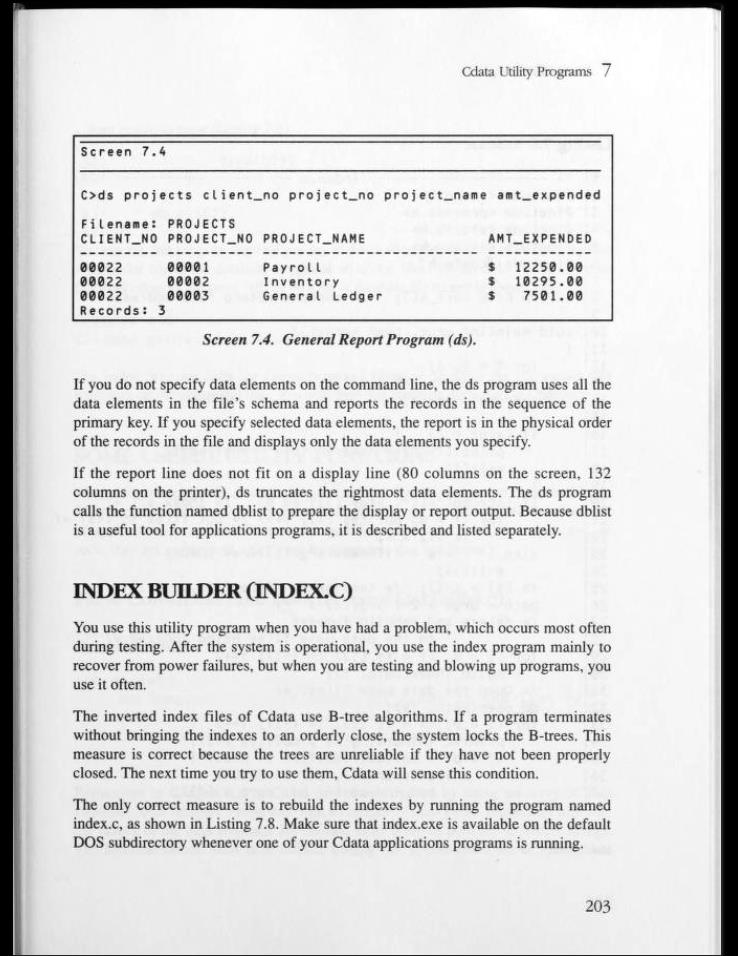 Cdata Utility Programs 7
Screen 7.4
C>ds projects client_no project_no project_name amt_expended
Filename: PROJECTS
CLIENT_NO PROJECT_NO PROJECT_NAME AMT_EXPENDED
--------- ---------- ------------------------- ------------
00022 00001 Payroll $ 12250.00
00022 00002 Inventory $ 10295.00
00022 00003 General Ledger $ 7501.00
Records: 3
Screen 7.4. General Report Program (ds).
If you do not specify data elements on the command line, the ds program uses all the
data elements in the file's schema and reports the records in the sequence of the
primary key. If you specify selected data elements, the report is in the physical order
of the records in the file and displays only the data elements you specify.
If the report line does not fit on a display line (80 columns on the screen, 132
columns on the printer), ds truncates the rightmost data elements. The ds program
calls the function named dblist to prepare the display or report output. Because dblist
is a useful tool for applications programs, it is described and listed separately.
INDEX BUILDER (INDEX.C)
You use this utility program when you have had a problem, which occurs most often
during testing. After the system is operational, you use the index program mainly to
recover from power failures, but when you are testing and blowing up programs, you
use it often.
The inverted index files of Cdata use B-tree algorithms. If a program terminates
without bringing the indexes to an orderly close, the system locks the B-trees. This
measure is correct because the trees are unreliable if they have not been properly
closed. The next time you try to use them, Cdata will sense this condition.
The only correct measure is to rebuild the indexes by running the program named
index.c, as shown in Listing 7.8. Make sure that index.exe is available on the default
DOS subdirectory whenever one of your Cdata applications programs is running.
203